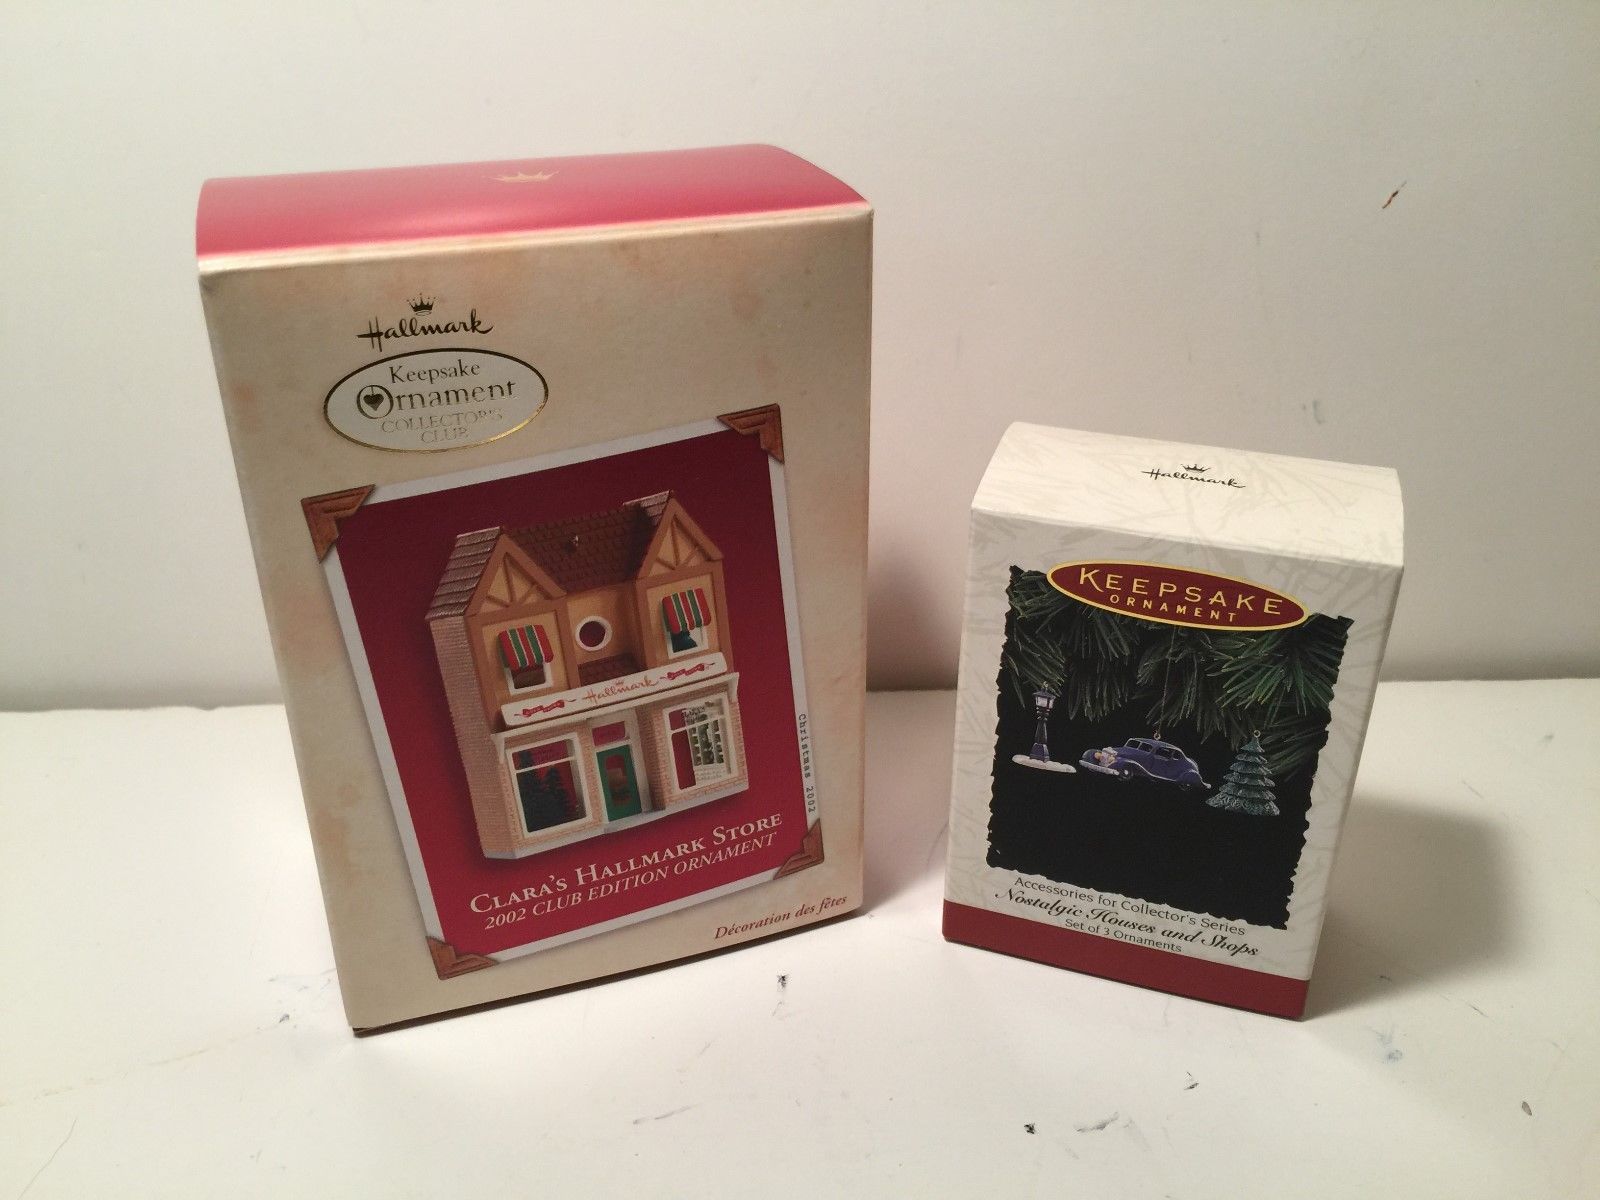 Hallmark
Keepsake
Ornament
COLLECTOR'S
CLUB
Hallmark
Christmas 2002
CLARA'S HALLMARK STORE
2002 CLUB EDITION ORNAMENT
Décoration des fêtes
Hallmark
KEEPSAKE
ORNAMENT
Accessories for Collector's Series
Nostalgic Houses and Shops
Set of 3 Ornaments